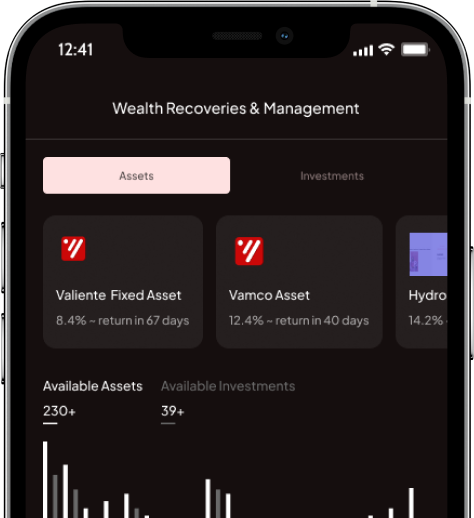 12:41
Wealth Recoveries & Management
Assets
Investments
Valiente Fixed Asset
8.4% ~ return in 67 days
Vamco Asset
12.4% ~ return in 40 days
Hydro
14.2% ~
Available Assets
230+
Available Investments
39+